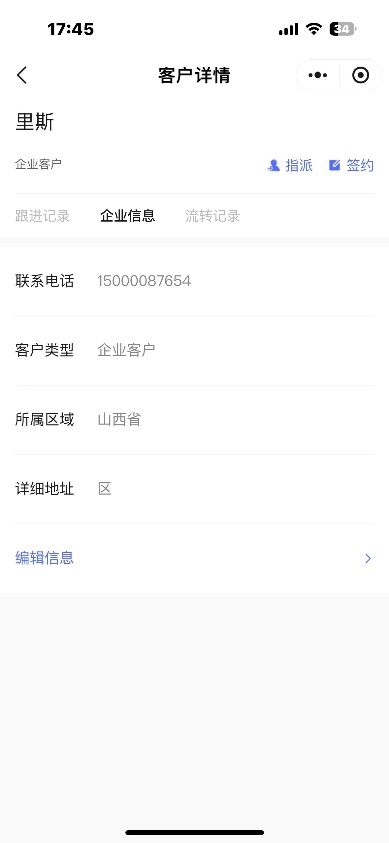 17:45
34
客户详情
里斯
企业客户 指派 签约
跟进记录 企业信息 流转记录
联系电话 15000087654
客户类型 企业客户
所属区域 山西省
详细地址 区
编辑信息